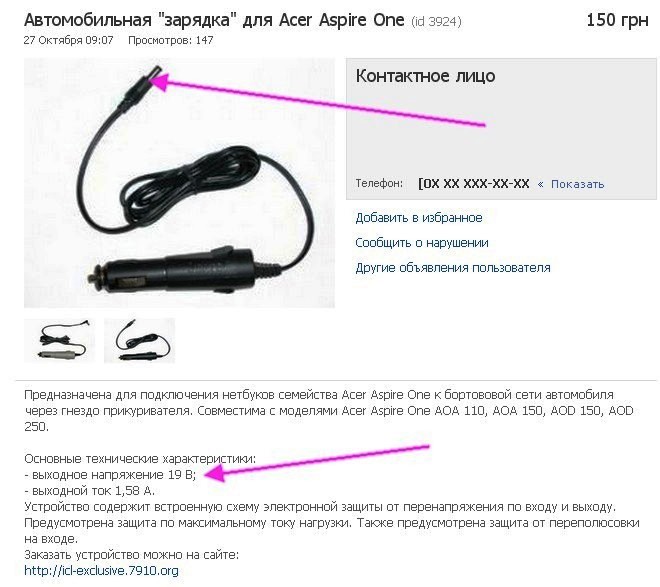 Автомобильная "зарядка" для Acer Aspire One (id 3924) 150 грн
27 Октября 09:07 Просмотров: 147
Контактное лицо
Телефон: [0X XX XXX-XX-XX « Показать
Добавить в избранное
Сообщить о нарушении
Другие объявления пользователя
Предназначена для подключения нетбуков семейства Acer Aspire One к бортововой сети автомобиля
через гнездо прикуривателя. Совместима с моделями Acer Aspire One AOA 110, AOA 150, AOD 150, AOD
250.
Основные технические характеристики:
- выходное напряжение 19 В;
- выходной ток 1,58 А.
Устройство содержит встроенную схему электронной защиты от перенапряжения по входу и выходу.
Предусмотрена защита по максимальному току нагрузки. Также предусмотрена защита от переполюсовки
на входе.
Заказать устройство можно на сайте:
http://icl-exclusive.7910.org